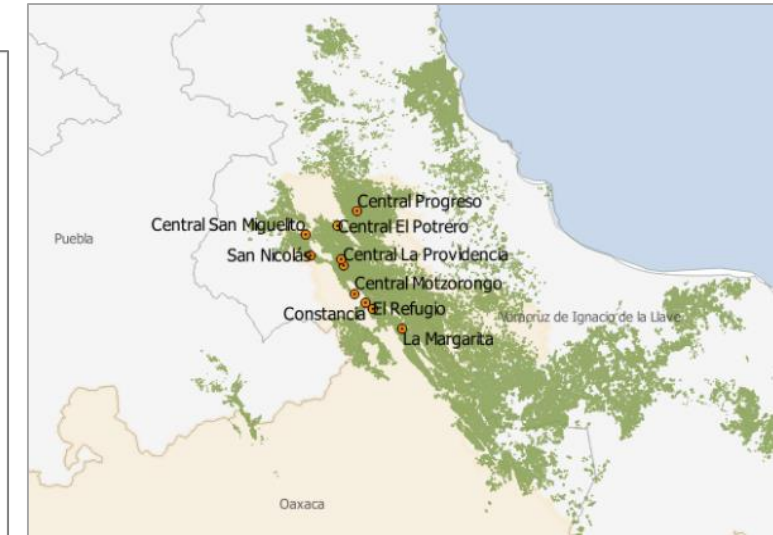 Central Progreso
Central San Miguelito
Central El Potrero
Puebla
San Nicolás
Central La Providencia
Central Motzorongo
Constancia
El Refugio
Veracruz de Ignacio de la Llave
La Margarita
Oaxaca